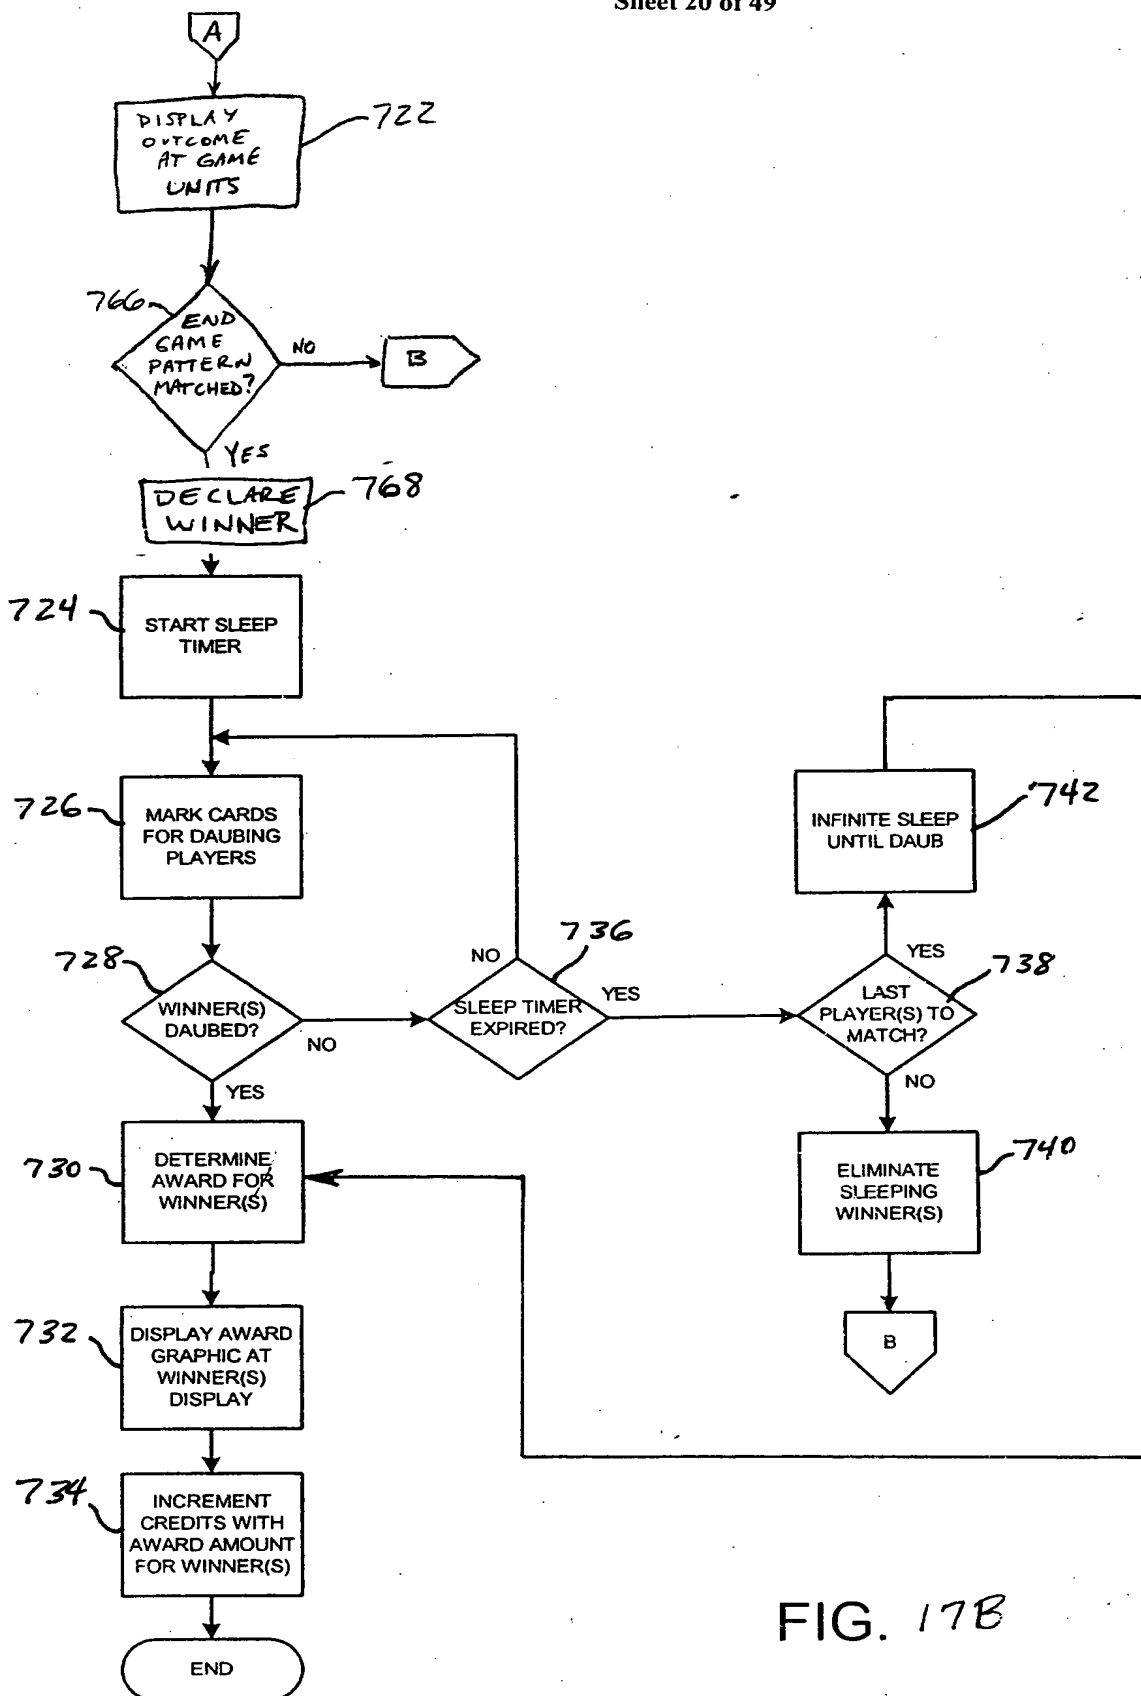 Sheet 20 of 49
A
DISPLAY
OUTCOME
AT GAME
UNITS
722
766
END
GAME
PATTERN
MATCHED?
NO
B
YES
DECLARE
WINNER
768
724
START SLEEP
TIMER
726
MARK CARDS
FOR DAUBING
PLAYERS
742
INFINITE SLEEP
UNTIL DAUB
728
WINNER(S)
DAUBED?
NO
YES
736
NO
SLEEP TIMER
EXPIRED?
YES
YES
738
LAST
PLAYER(S) TO
MATCH?
NO
730
DETERMINE
AWARD FOR
WINNER(S)
740
ELIMINATE
SLEEPING
WINNER(S)
B
732
DISPLAY AWARD
GRAPHIC AT
WINNER(S)
DISPLAY
734
INCREMENT
CREDITS WITH
AWARD AMOUNT
FOR WINNER(S)
END
FIG. 17B